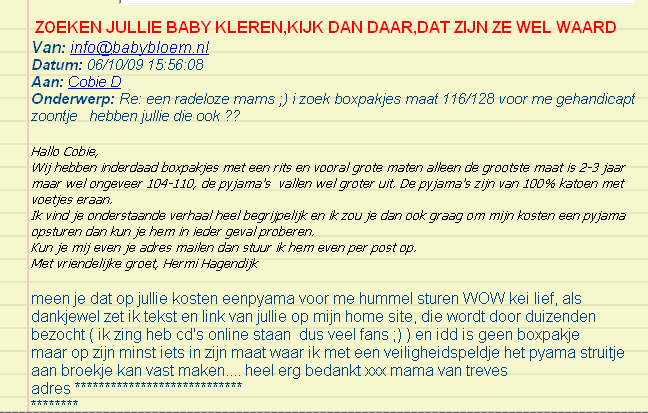 ZOEKEN JULLIE BABY KLEREN,KIJK DAN DAAR,DAT ZIJN ZE WEL WAARD
Van: info@babybloem.nl
Datum: 06/10/09 15:56:08
Aan: Cobie D
Onderwerp: Re: een radeloze mams ;) i zoek boxpakjes maat 116/128 voor me gehandicapt
zoontje hebben jullie die ook ??
Hallo Cobie,
Wij hebben inderdaad boxpakjes met een rits en vooral grote maten alleen de grootste maat is 2-3 jaar
maar wel ongeveer 104-110, de pyjama's vallen wel groter uit. De pyjama's zijn van 100% katoen met
voetjes eraan.
Ik vind je onderstaande verhaal heel begrijpelijk en ik zou je dan ook graag om mijn kosten een pyjama
opsturen dan kun je hem in ieder geval proberen.
Kun je mij even je adres mailen dan stuur ik hem even per post op.
Met vriendelijke groet, Hermi Hagendijk
meen je dat op jullie kosten eenpyama voor me hummel sturen WOW kei lief, als
dankjewel zet ik tekst en link van jullie op mijn home site, die wordt door duizenden
bezocht ( ik zing heb cd's online staan dus veel fans ;) ) en idd is geen boxpakje
maar op zijn minst iets in zijn maat waar ik met een veiligheidspeldje het pyama struitje
aan broekje kan vast maken.... heel erg bedankt xxx mama van treves
adres ****************************
********